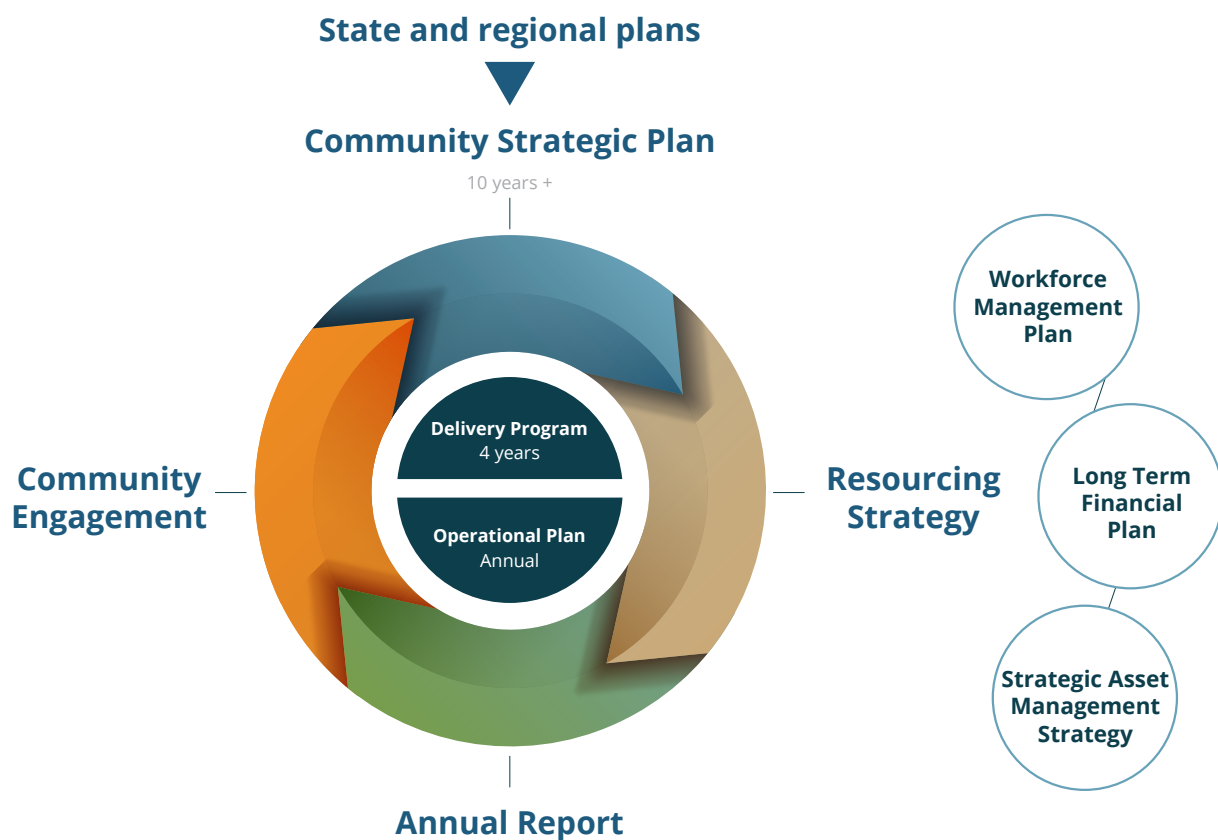 State and regional plans
Community Strategic Plan
10 years +
Workforce
Management
Plan
Delivery Program
4 years
Community
Engagement
Resourcing
Strategy
Long Term
Financial
Plan
Operational Plan
Annual
Strategic Asset
Management
Strategy
Annual Report